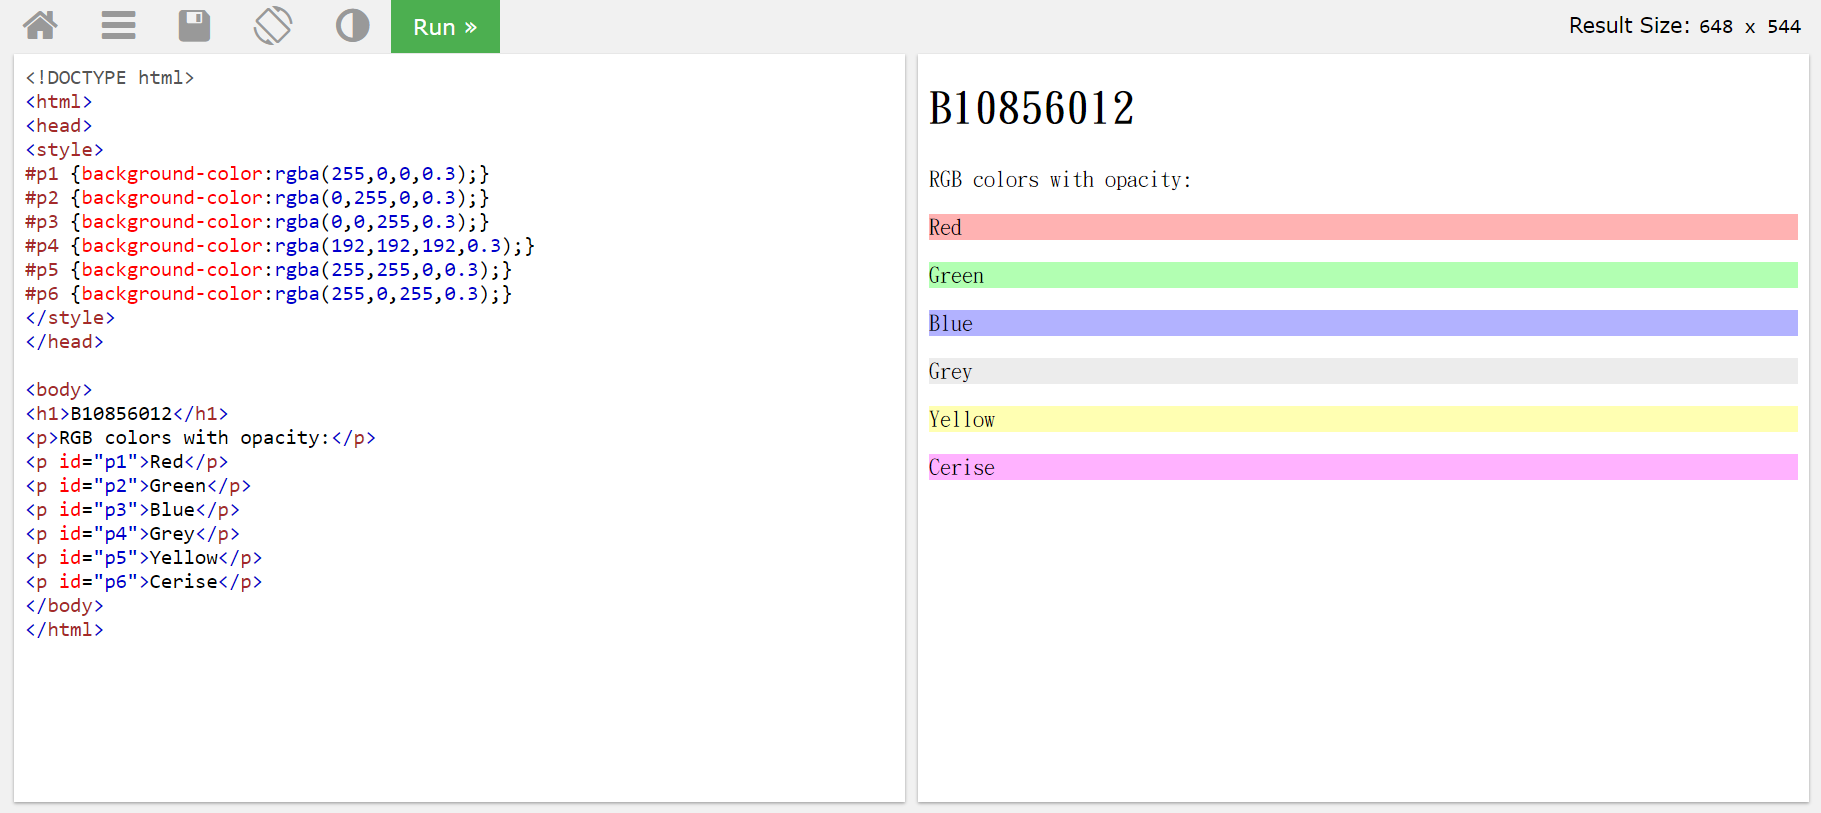 Run »
Result Size: 648 x 544
<!DOCTYPE html>
<html>
<head>
<style>
#p1 {background-color:rgba(255,0,0,0.3);}
#p2 {background-color:rgba(0,255,0,0.3);}
#p3 {background-color:rgba(0,0,255,0.3);}
#p4 {background-color:rgba(192,192,192,0.3);}
#p5 {background-color:rgba(255,255,0,0.3);}
#p6 {background-color:rgba(255,0,255,0.3);}
</style>
</head>
<body>
<h1>B10856012</h1>
<p>RGB colors with opacity:</p>
<p id="p1">Red</p>
<p id="p2">Green</p>
<p id="p3">Blue</p>
<p id="p4">Grey</p>
<p id="p5">Yellow</p>
<p id="p6">Cerise</p>
</body>
</html>
B10856012
RGB colors with opacity:
Red
Green
Blue
Grey
Yellow
Cerise